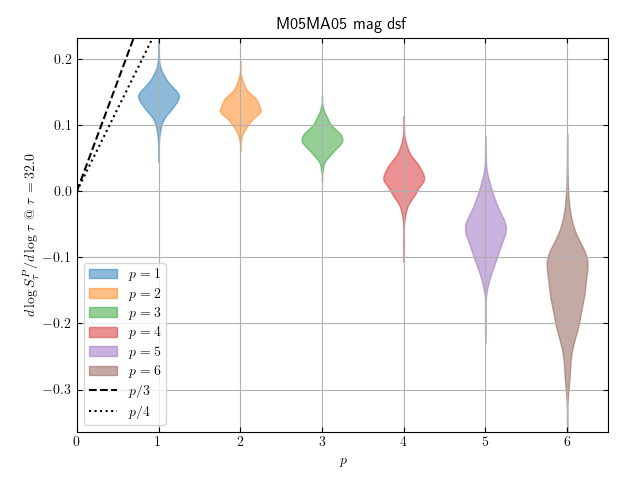 M05MA05 mag dsf
d log S_τ^P / d log τ @ τ = 32.0
0.2
0.1
0.0
−0.1
−0.2
−0.3
p = 1
p = 2
p = 3
p = 4
p = 5
p = 6
p/3
p/4
0 1 2 3 4 5 6
p